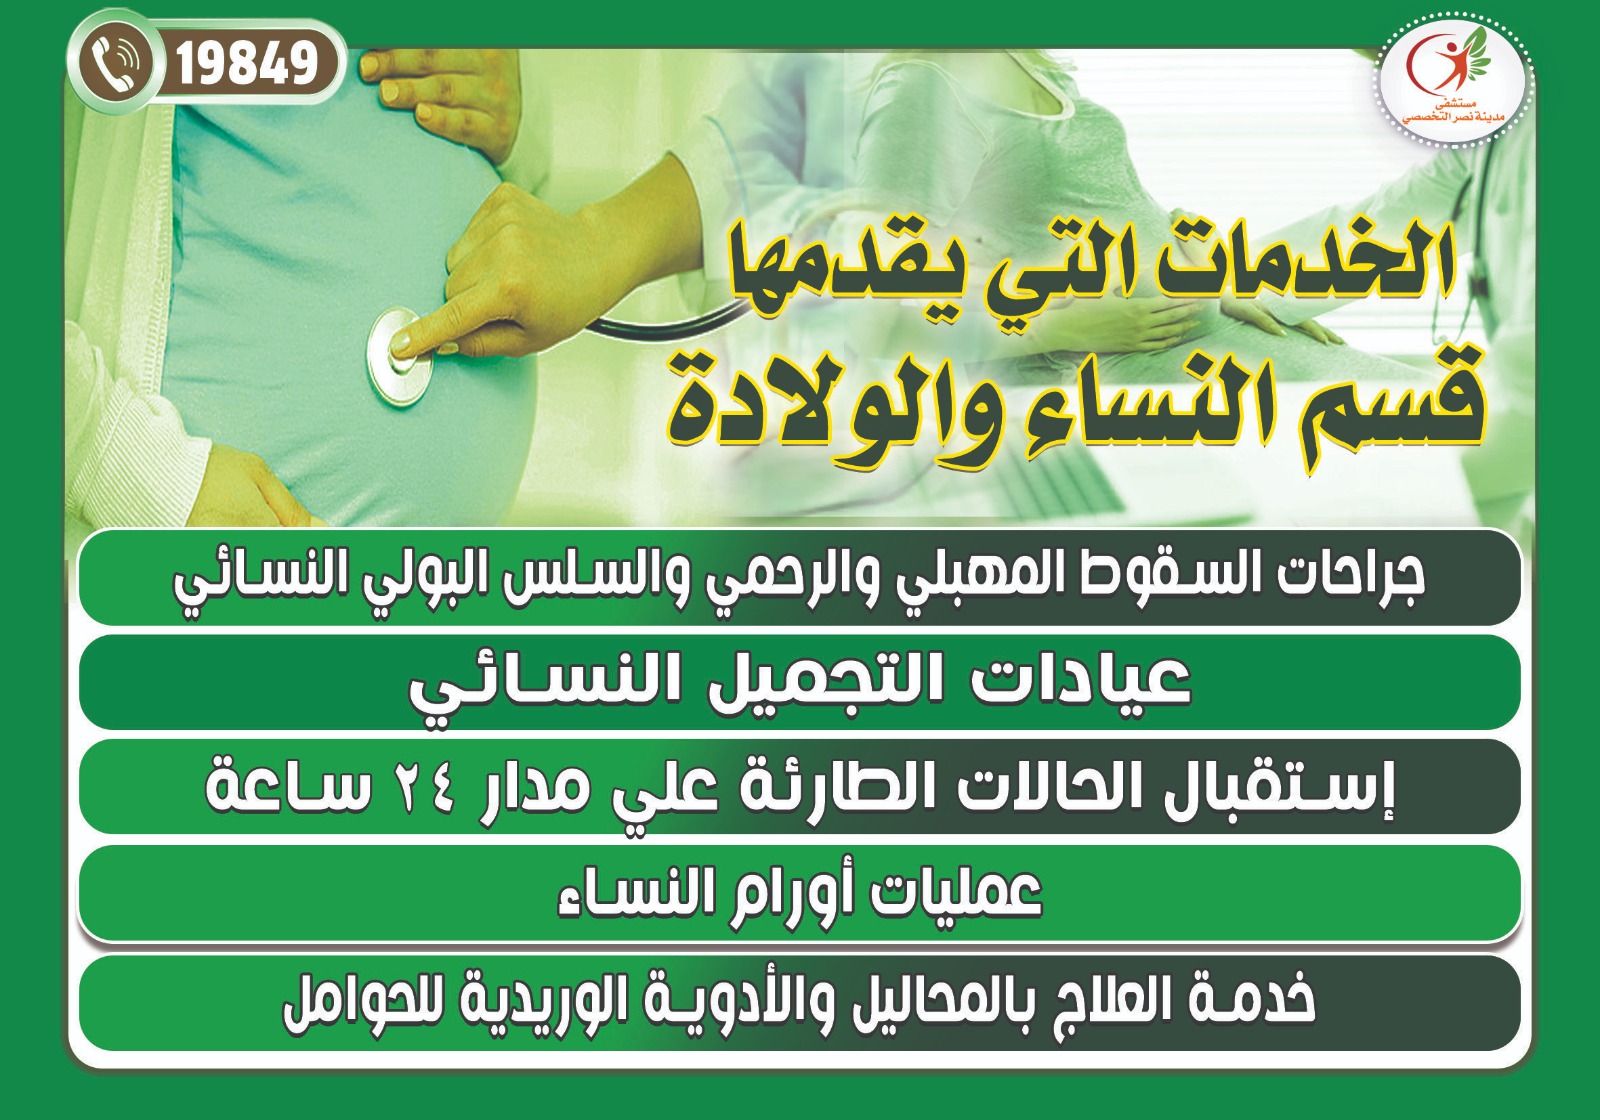 19849
مستشفى
مدينة نصر التخصصي
الخدمات التي يقدمها
قسم النساء والولادة
جراحات السقوط المهبلي والرحمي والسلس البولي النسائي
عيادات التجميل النسائي
إستقبال الحالات الطارئة علي مدار ٢٤ ساعة
عمليات أورام النساء
خدمة العلاج بالمحاليل والأدوية الوريدية للحوامل